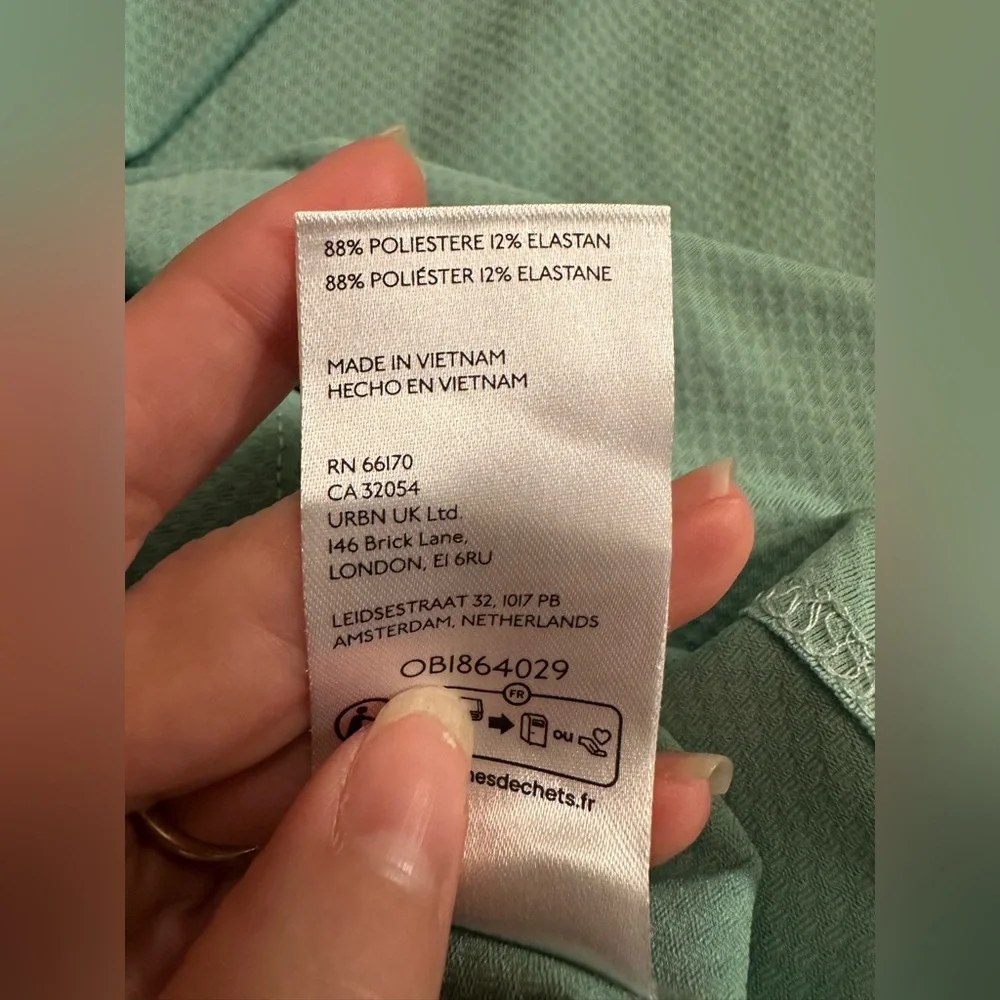 88% POLIESTERE 12% ELASTAN
88% POLIÉSTER 12% ELASTANE
MADE IN VIETNAM
HECHO EN VIETNAM
RN 66170
CA 32054
URBN UK Ltd.
146 Brick Lane,
LONDON, E1 6RU
LEIDSESTRAAT 32, 1017 PB
AMSTERDAM, NETHERLANDS
OB1864029
FR
ou